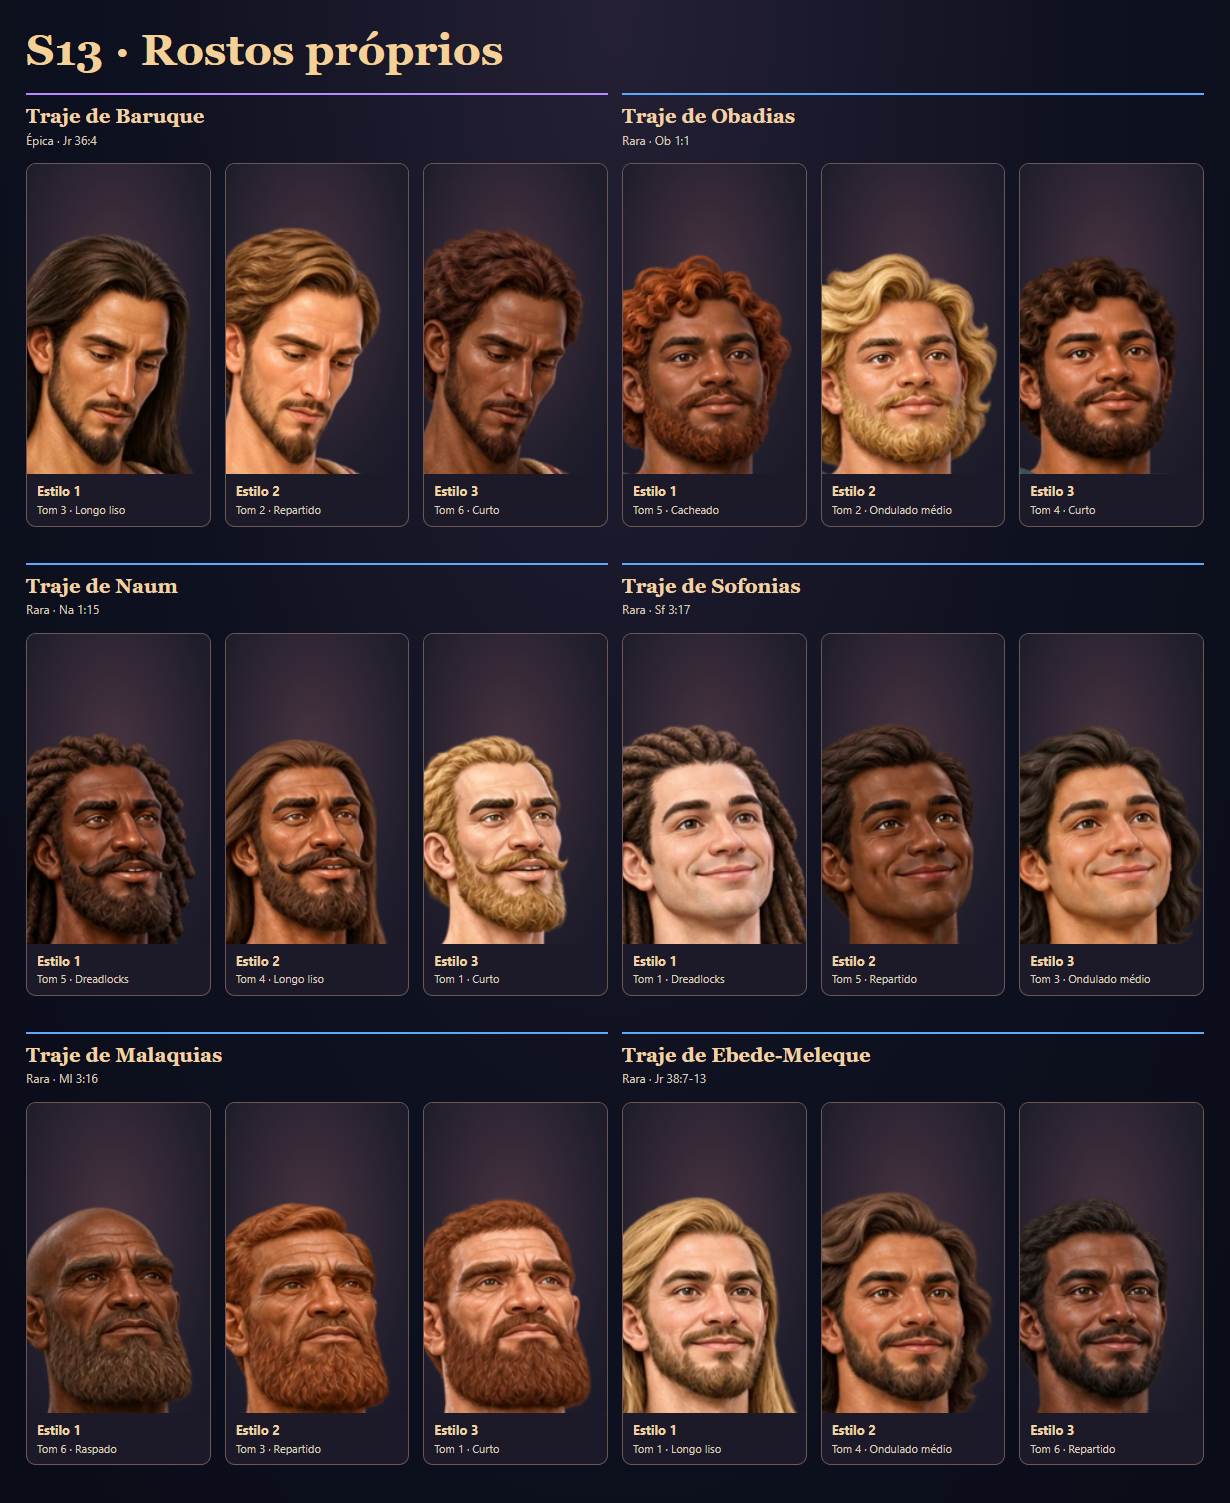 S13 · Rostos próprios
Traje de Baruque
Épica · Jr 36:4
Estilo 1
Tom 3 · Longo liso
Estilo 2
Tom 2 · Repartido
Estilo 3
Tom 6 · Curto
Traje de Obadias
Rara · Ob 1:1
Estilo 1
Tom 5 · Cacheado
Estilo 2
Tom 2 · Ondulado médio
Estilo 3
Tom 4 · Curto
Traje de Naum
Rara · Na 1:15
Estilo 1
Tom 5 · Dreadlocks
Estilo 2
Tom 4 · Longo liso
Estilo 3
Tom 1 · Curto
Traje de Sofonias
Rara · Sf 3:17
Estilo 1
Tom 1 · Dreadlocks
Estilo 2
Tom 5 · Repartido
Estilo 3
Tom 3 · Ondulado médio
Traje de Malaquias
Rara · Ml 3:16
Estilo 1
Tom 6 · Raspado
Estilo 2
Tom 3 · Repartido
Estilo 3
Tom 1 · Curto
Traje de Ebede-Meleque
Rara · Jr 38:7-13
Estilo 1
Tom 1 · Longo liso
Estilo 2
Tom 4 · Ondulado médio
Estilo 3
Tom 6 · Repartido